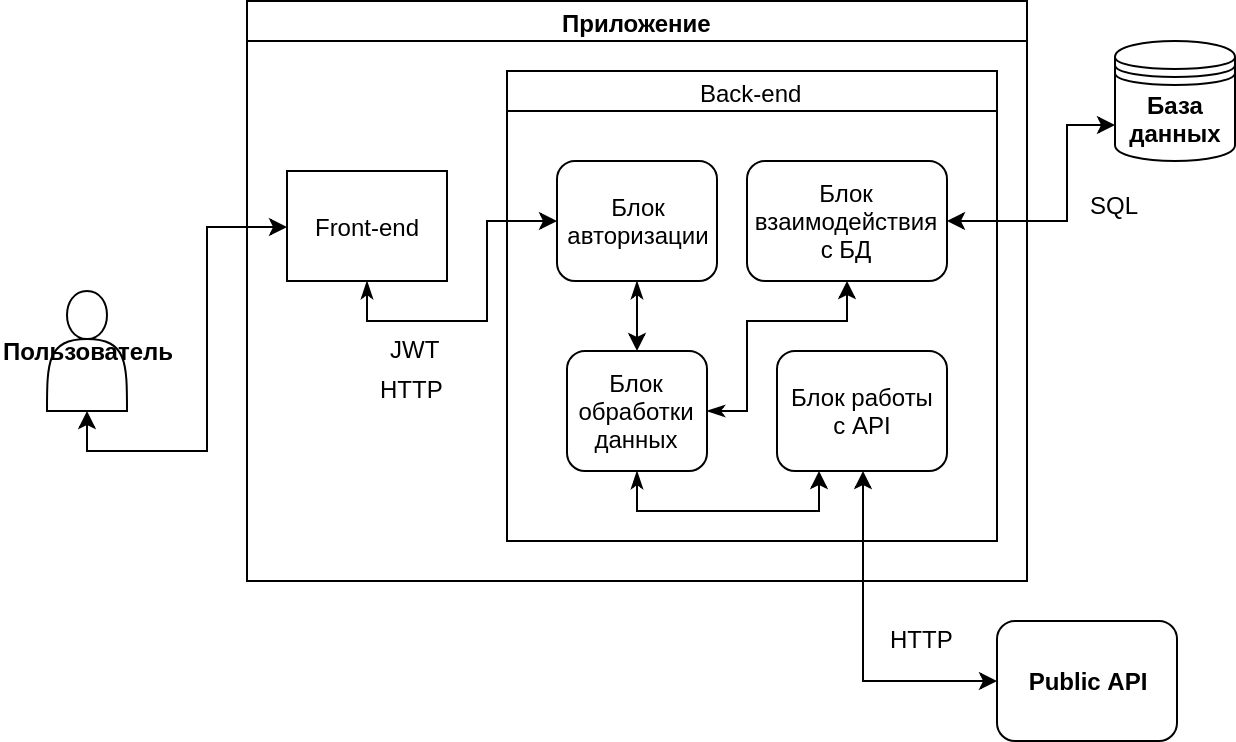 Приложение
Back-end
База
данных
Блок
авторизации
Блок
взаимодействия
с БД
SQL
Front-end
Пользователь
JWT
HTTP
Блок
обработки
данных
Блок работы
с API
HTTP
Public API